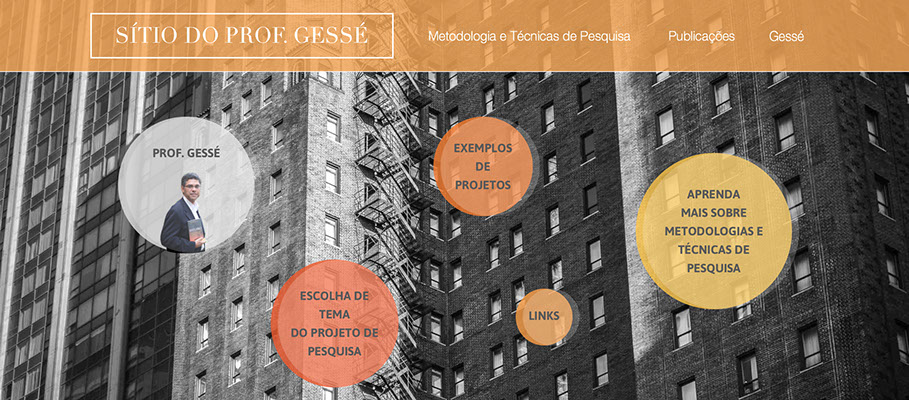 SÍTIO DO PROF. GESSÉ
Metodologia e Técnicas de Pesquisa
Publicações
Gessé
PROF. GESSÉ
EXEMPLOS
DE
PROJETOS
APRENDA
MAIS SOBRE
METODOLOGIAS E
TÉCNICAS DE
PESQUISA
ESCOLHA DE
TEMA
DO PROJETO DE
PESQUISA
LINKS